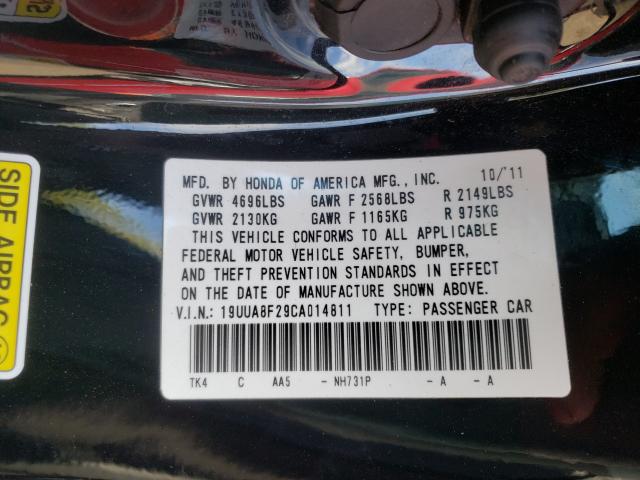 MFD. BY HONDA OF AMERICA MFG., INC. 10/'11
GVWR 4696LBS GAWR F 2568LBS R 2149LBS
GVWR 2130KG GAWR F 1165KG R 975KG
THIS VEHICLE CONFORMS TO ALL APPLICABLE
FEDERAL MOTOR VEHICLE SAFETY, BUMPER,
AND THEFT PREVENTION STANDARDS IN EFFECT
ON THE DATE OF MANUFACTURE SHOWN ABOVE.
V.I.N.: 19UUA8F29CA014811 TYPE: PASSENGER CAR
TK4 C AA5 - NH731P - A - A
SIDE AIRBAG